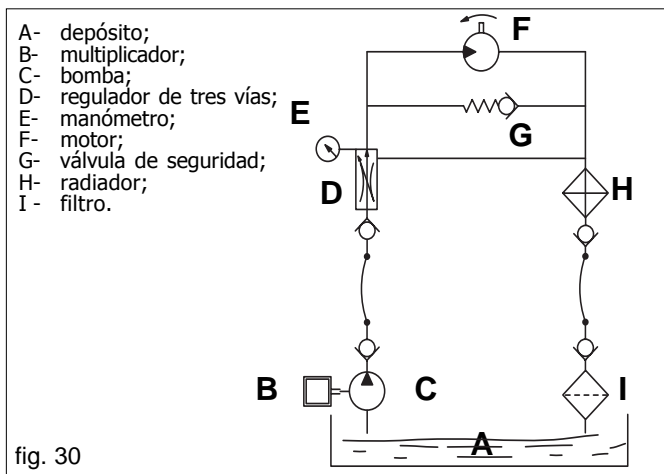 A- depósito;
B- multiplicador;
C- bomba;
D- regulador de tres vías;
E- manómetro;
F- motor;
G- válvula de seguridad;
H- radiador;
I - filtro.
F
E
G
D
H
B
C
I
A
fig. 30